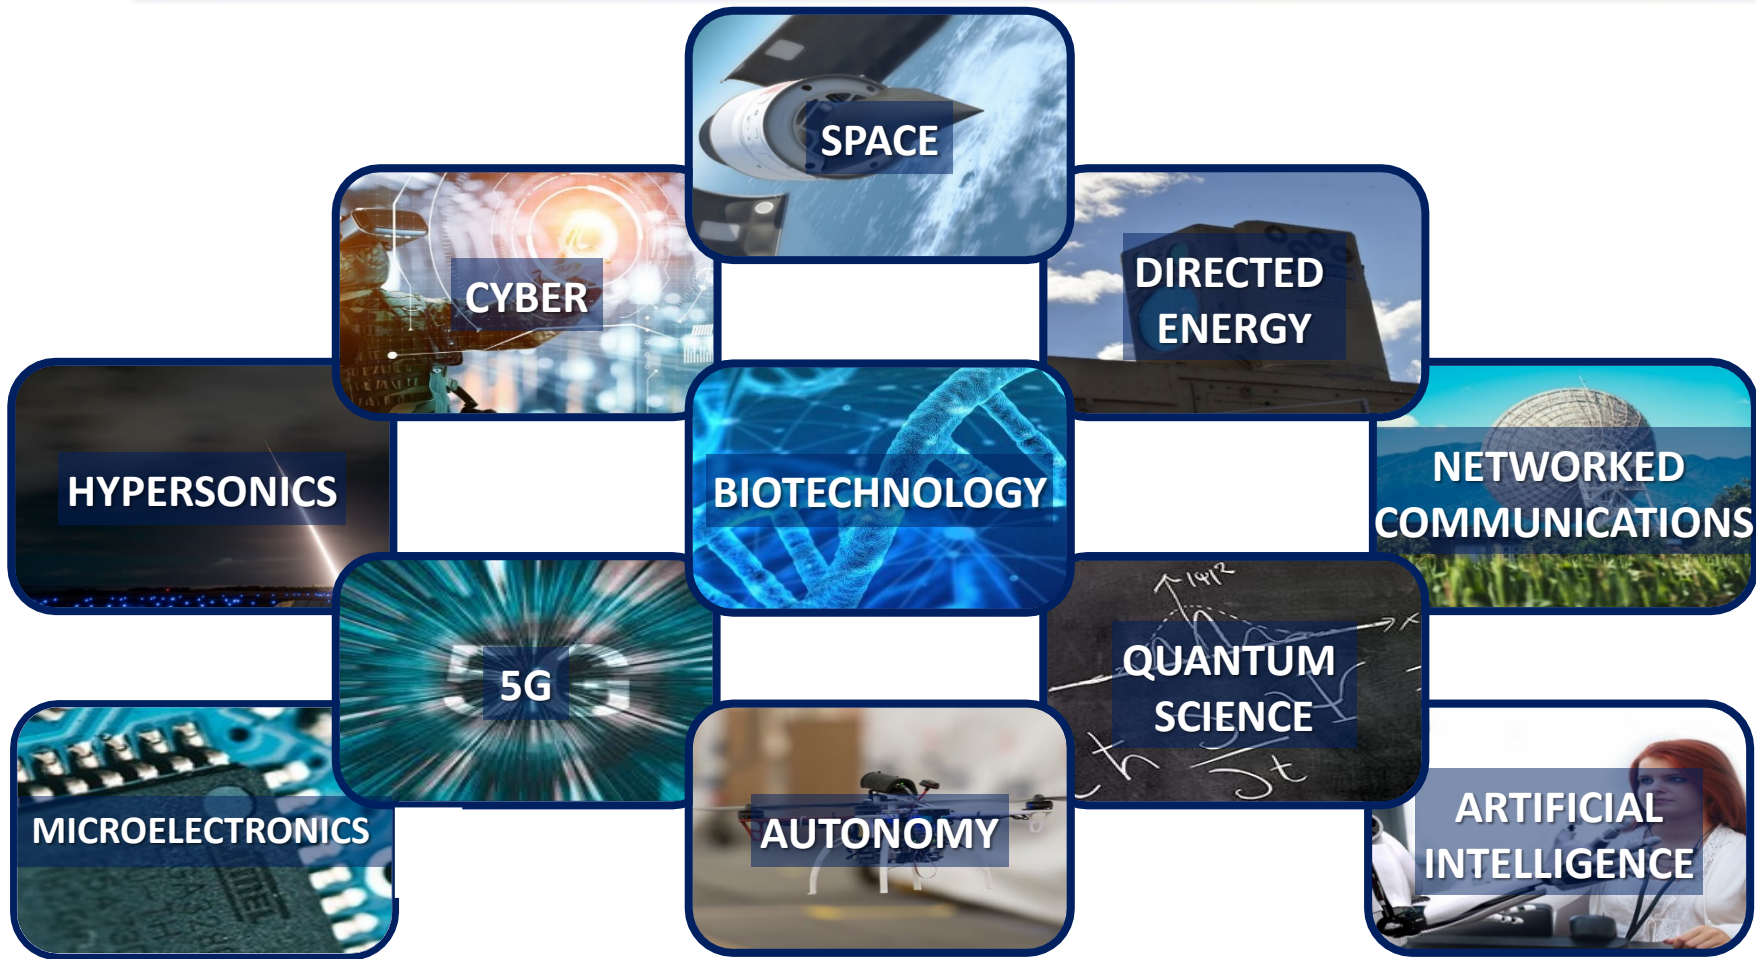 SPACE
CYBER
DIRECTED
ENERGY
HYPERSONICS
BIOTECHNOLOGY
NETWORKED
COMMUNICATIONS
5G
QUANTUM
SCIENCE
MICROELECTRONICS
AUTONOMY
ARTIFICIAL
INTELLIGENCE